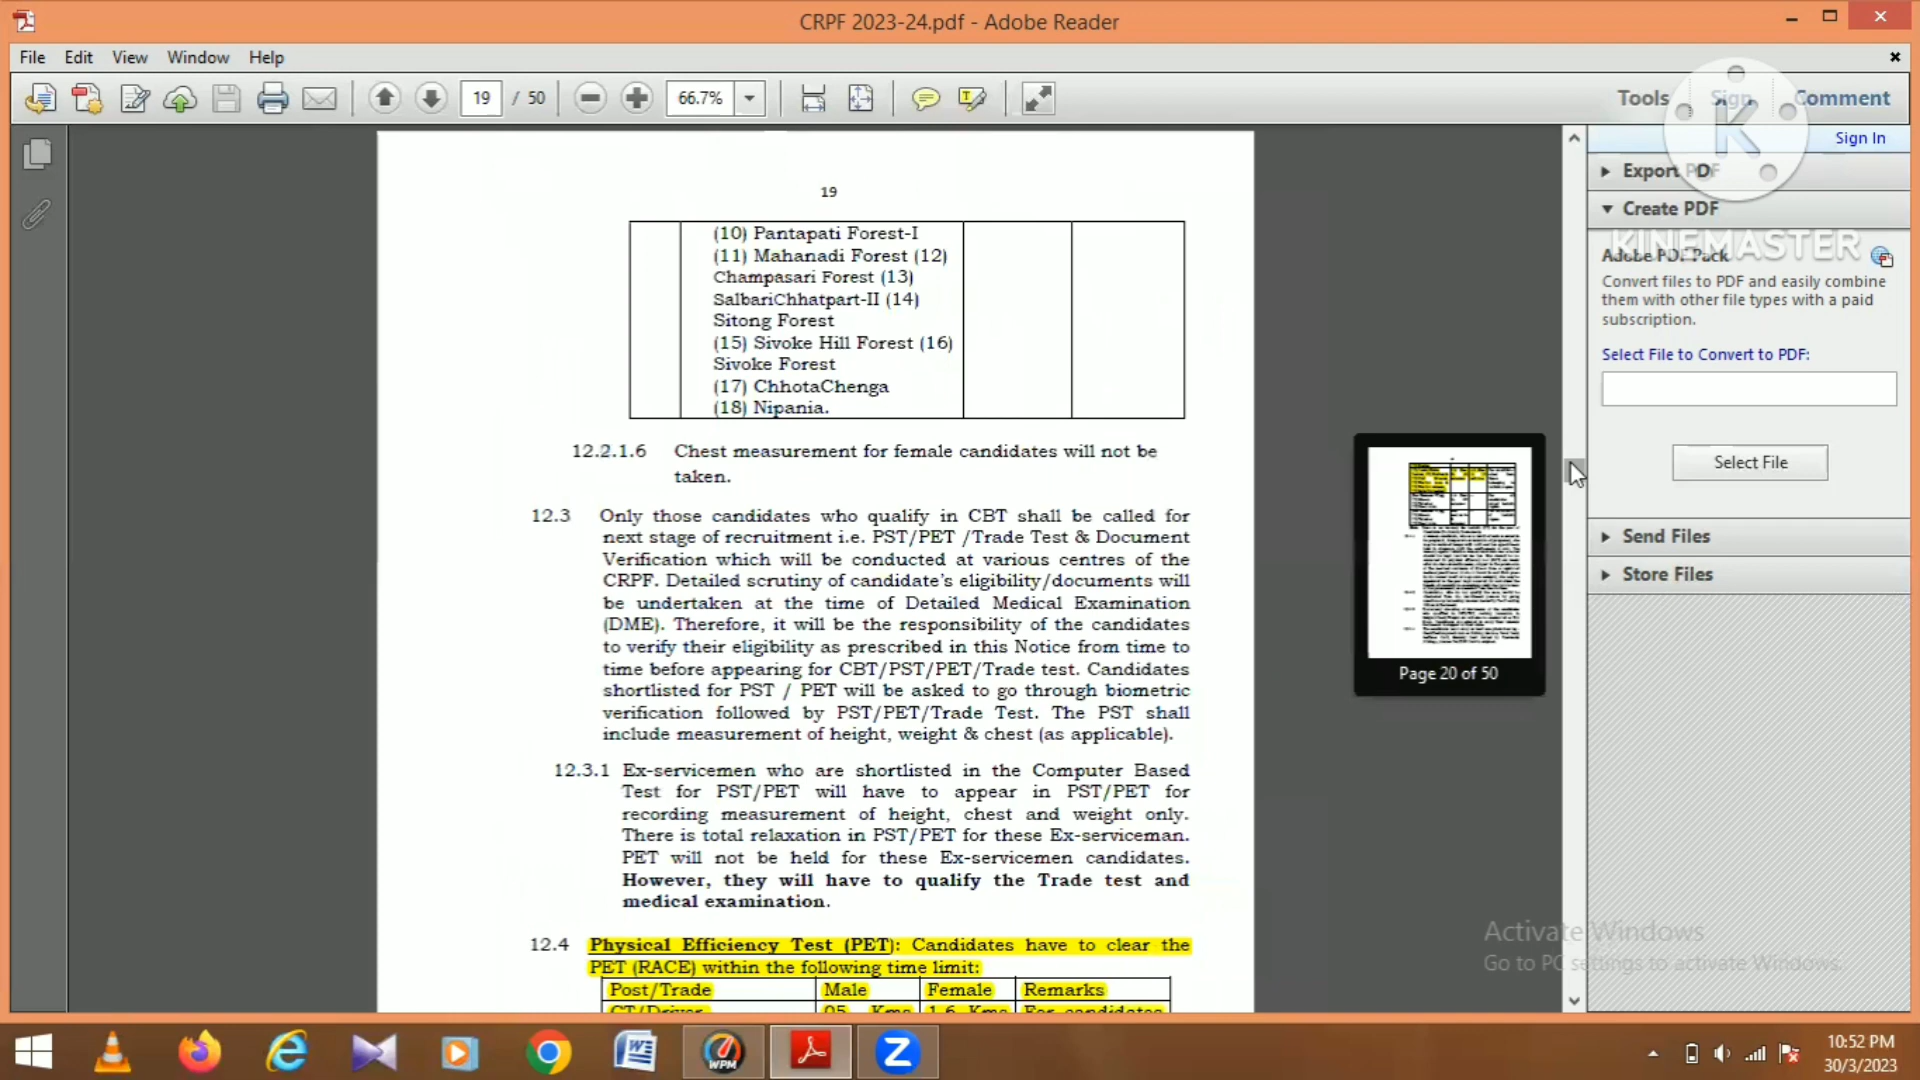 CRPF 2023-24.pdf - Adobe Reader
File Edit View Window Help
19 / 50 66.7% Tools Sign Comment
Sign In
Export PDF
Create PDF
KINEMASTER
Adobe PDF Pack
Convert files to PDF and easily combine
them with other file types with a paid
subscription.
Select File to Convert to PDF:
Select File
Send Files
Store Files
19
(10) Pantapati Forest-I
(11) Mahanadi Forest (12)
Champasari Forest (13)
SalbariChhatpart-II (14)
Sitong Forest
(15) Sivoke Hill Forest (16)
Sivoke Forest
(17) ChhotaChenga
(18) Nipania.
12.2.1.6 Chest measurement for female candidates will not be
taken.
12.3 Only those candidates who qualify in CBT shall be called for
next stage of recruitment i.e. PST/PET /Trade Test & Document
Verification which will be conducted at various centres of the
CRPF. Detailed scrutiny of candidate's eligibility/documents will
be undertaken at the time of Detailed Medical Examination
(DME). Therefore, it will be the responsibility of the candidates
to verify their eligibility as prescribed in this Notice from time to
time before appearing for CBT/PST/PET/Trade test. Candidates
shortlisted for PST / PET will be asked to go through biometric
verification followed by PST/PET/Trade Test. The PST shall
include measurement of height, weight & chest (as applicable).
12.3.1 Ex-servicemen who are shortlisted in the Computer Based
Test for PST/PET will have to appear in PST/PET for
recording measurement of height, chest and weight only.
There is total relaxation in PST/PET for these Ex-serviceman.
PET will not be held for these Ex-servicemen candidates.
However, they will have to qualify the Trade test and
medical examination.
12.4 Physical Efficiency Test (PET): Candidates have to clear the
PET (RACE) within the following time limit:
Post/Trade Male Female Remarks
CT/Driver 05 Kms 1.6 Kms For candidates
Page 20 of 50
Activate Windows
Go to PC settings to activate Windows.
WPM
10:52 PM
30/3/2023